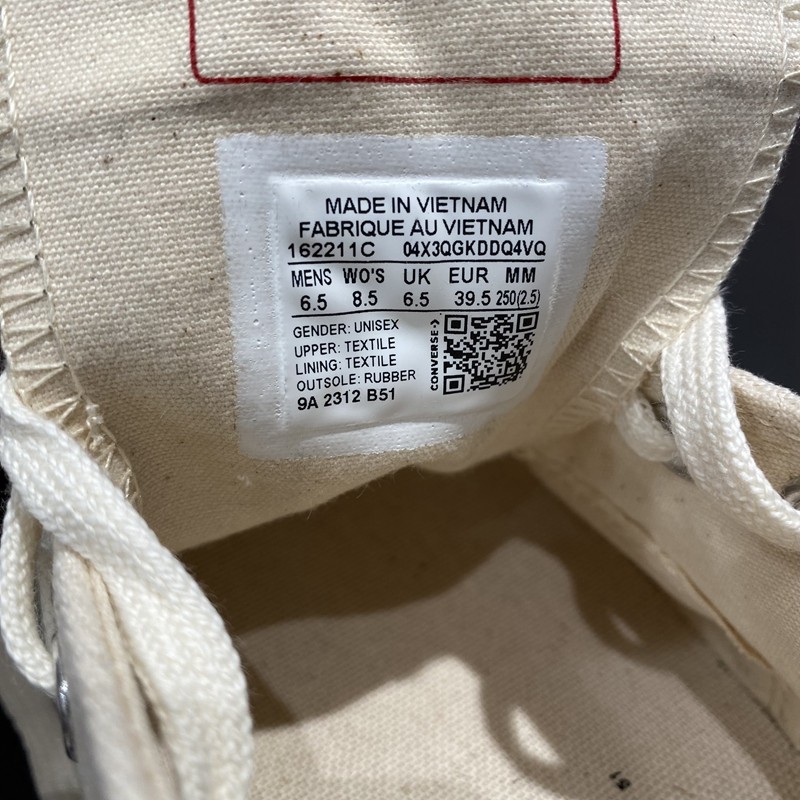 MADE IN VIETNAM
FABRIQUE AU VIETNAM
162211C 04X3QGKDDQ4VQ
MENS WO'S UK EUR MM
6.5 8.5 6.5 39.5 250(2.5)
GENDER: UNISEX
UPPER: TEXTILE
LINING: TEXTILE
OUTSOLE: RUBBER
9A 2312 B51
CONVERSE